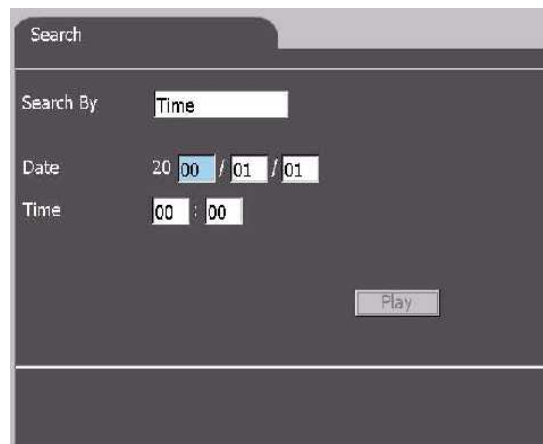 Search
Search By Time
Date 20 00 / 01 / 01
Time 00 : 00
Play